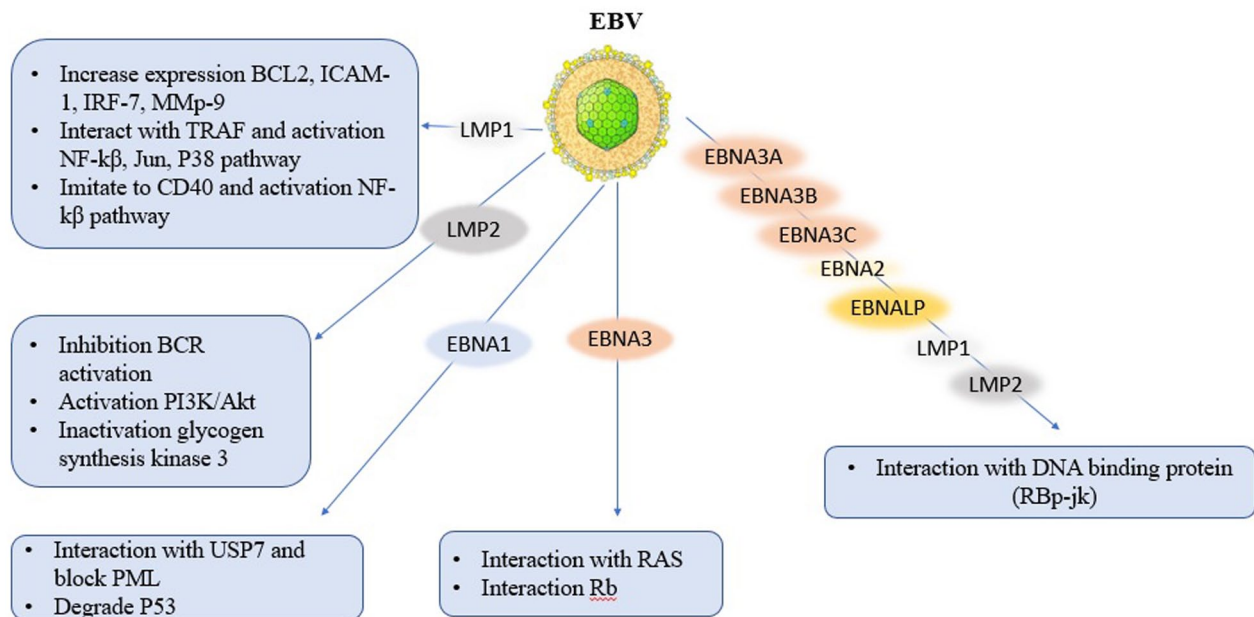 EBV
• Increase expression BCL2, ICAM-
1, IRF-7, MMp-9
• Interact with TRAF and activation
NF-kβ, Jun, P38 pathway
• Imitate to CD40 and activation NF-
kβ pathway
LMP1
LMP2
• Inhibition BCR
activation
• Activation PI3K/Akt
• Inactivation glycogen
synthesis kinase 3
EBNA1
• Interaction with USP7 and
block PML
• Degrade P53
EBNA3
• Interaction with RAS
• Interaction Rb
EBNA3A
EBNA3B
EBNA3C
EBNA2
EBNALP
LMP1
LMP2
• Interaction with DNA binding protein
(RBp-jk)